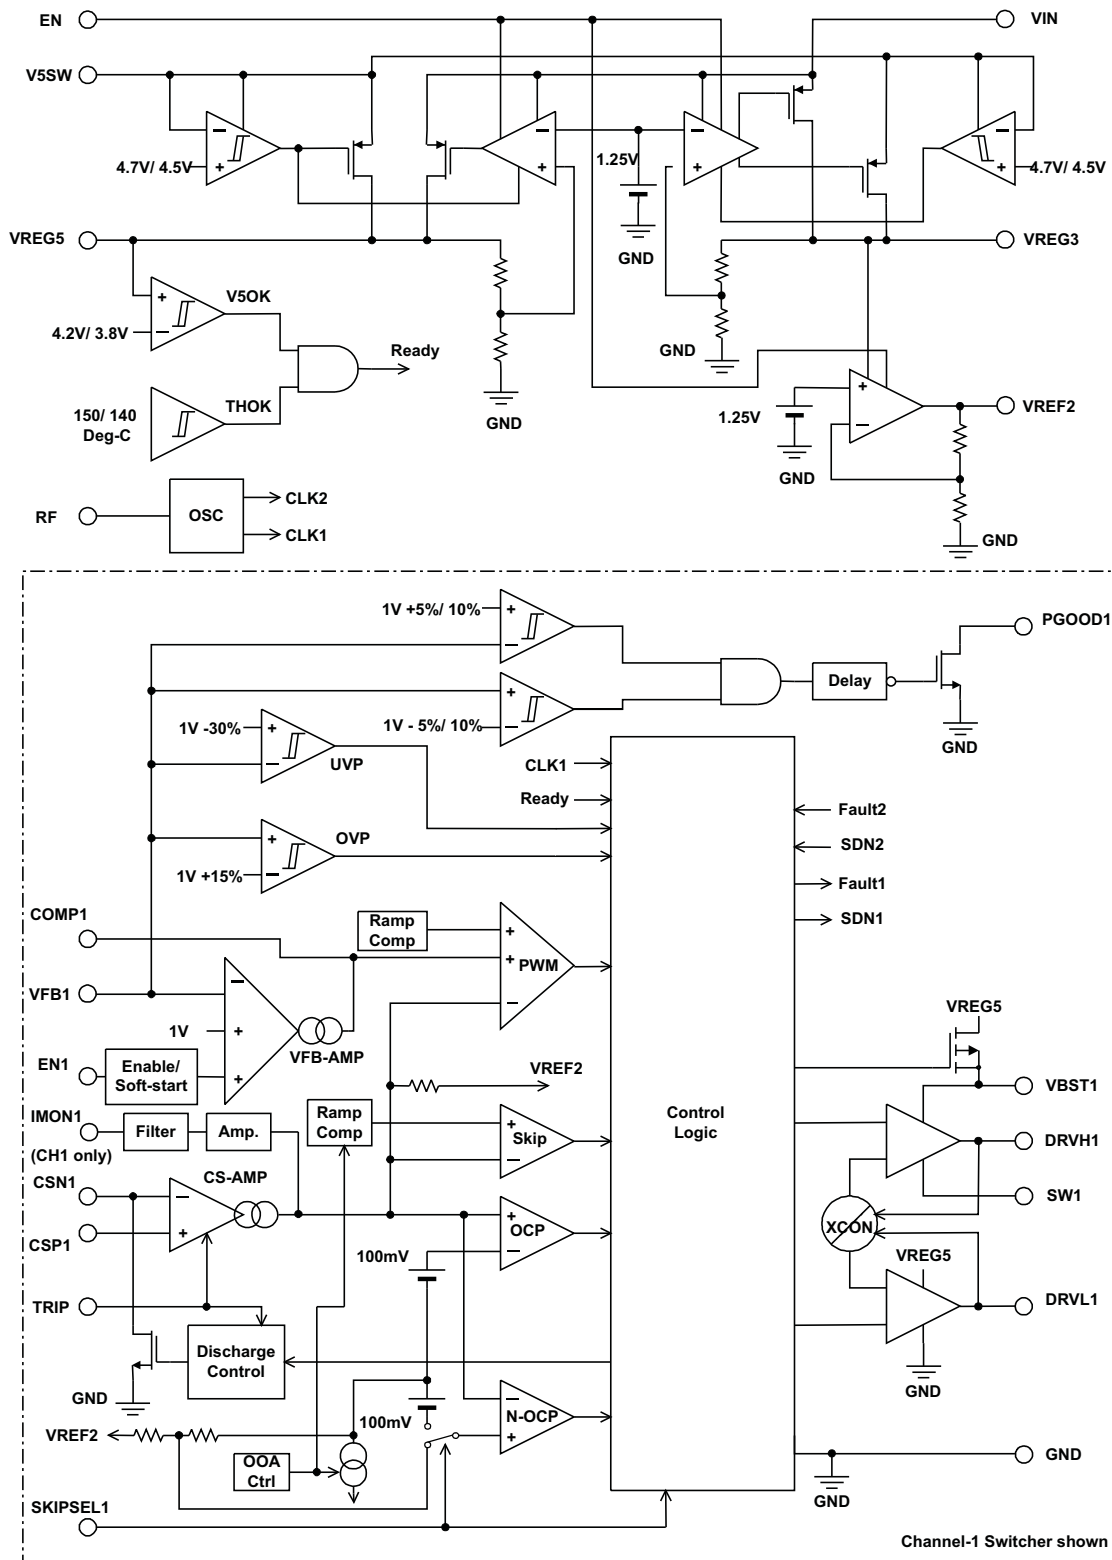 EN
VIN
V5SW
4.7V/ 4.5V
1.25V
4.7V/ 4.5V
GND
VREG5
VREG3
V5OK
4.2V/ 3.8V
Ready
GND
THOK
150/ 140
Deg-C
GND
1.25V
VREF2
GND
RF
OSC
CLK2
CLK1
GND
1V +5%/ 10%
PGOOD1
Delay
1V -30%
1V - 5%/ 10%
GND
UVP
CLK1
Ready
Fault2
OVP
SDN2
1V +15%
Fault1
COMP1
Ramp
Comp
SDN1
PWM
VFB1
1V
VFB-AMP
VREG5
EN1
Enable/
Soft-start
VREF2
VBST1
IMON1
(CH1 only)
Filter
Amp.
Ramp
Comp
Skip
Control
Logic
DRVH1
CS-AMP
CSN1
SW1
CSP1
OCP
XCON
100mV
VREG5
TRIP
DRVL1
Discharge
Control
GND
GND
100mV
N-OCP
VREF2
OOA
Ctrl
GND
GND
SKIPSEL1
Channel-1 Switcher shown